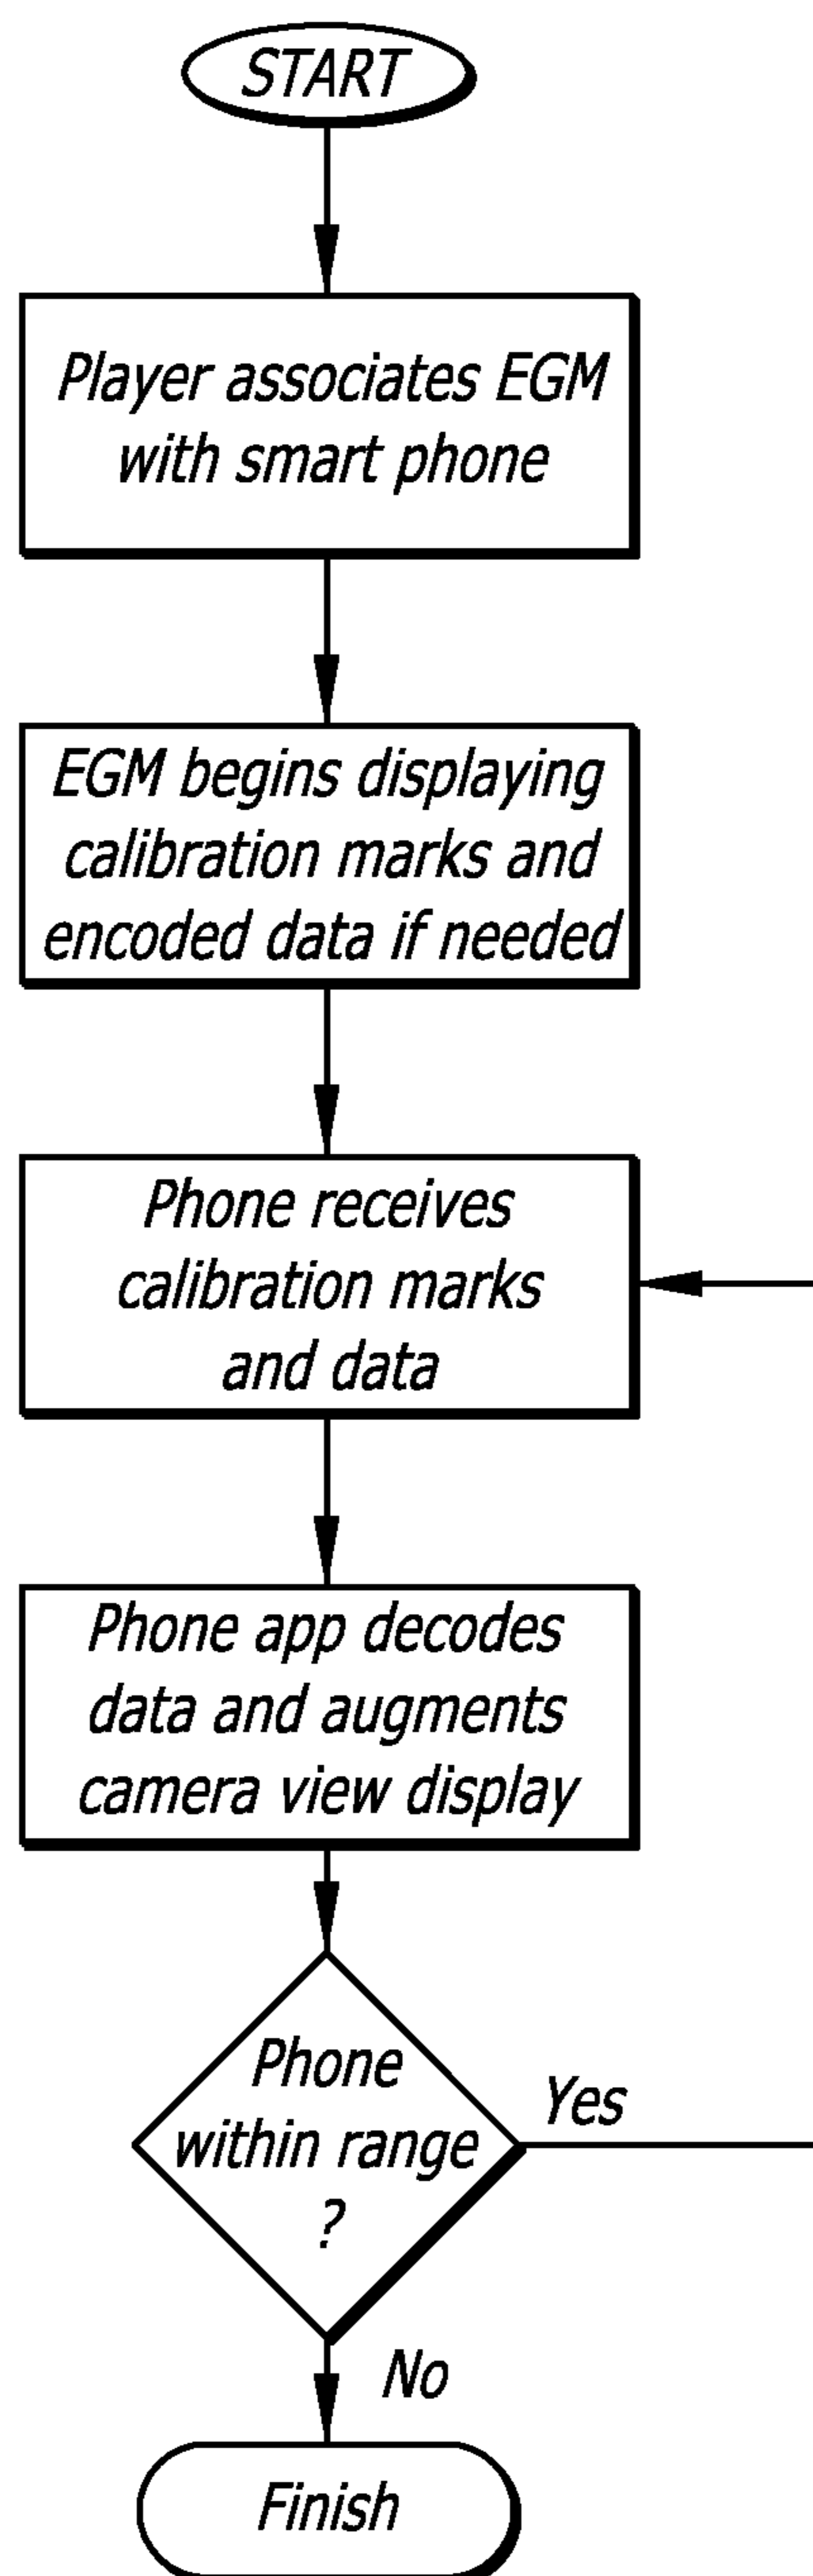 START
Player associates EGM
with smart phone
EGM begins displaying
calibration marks and
encoded data if needed
Phone receives
calibration marks
and data
Phone app decodes
data and augments
camera view display
Phone
within range
?
Yes
No
Finish